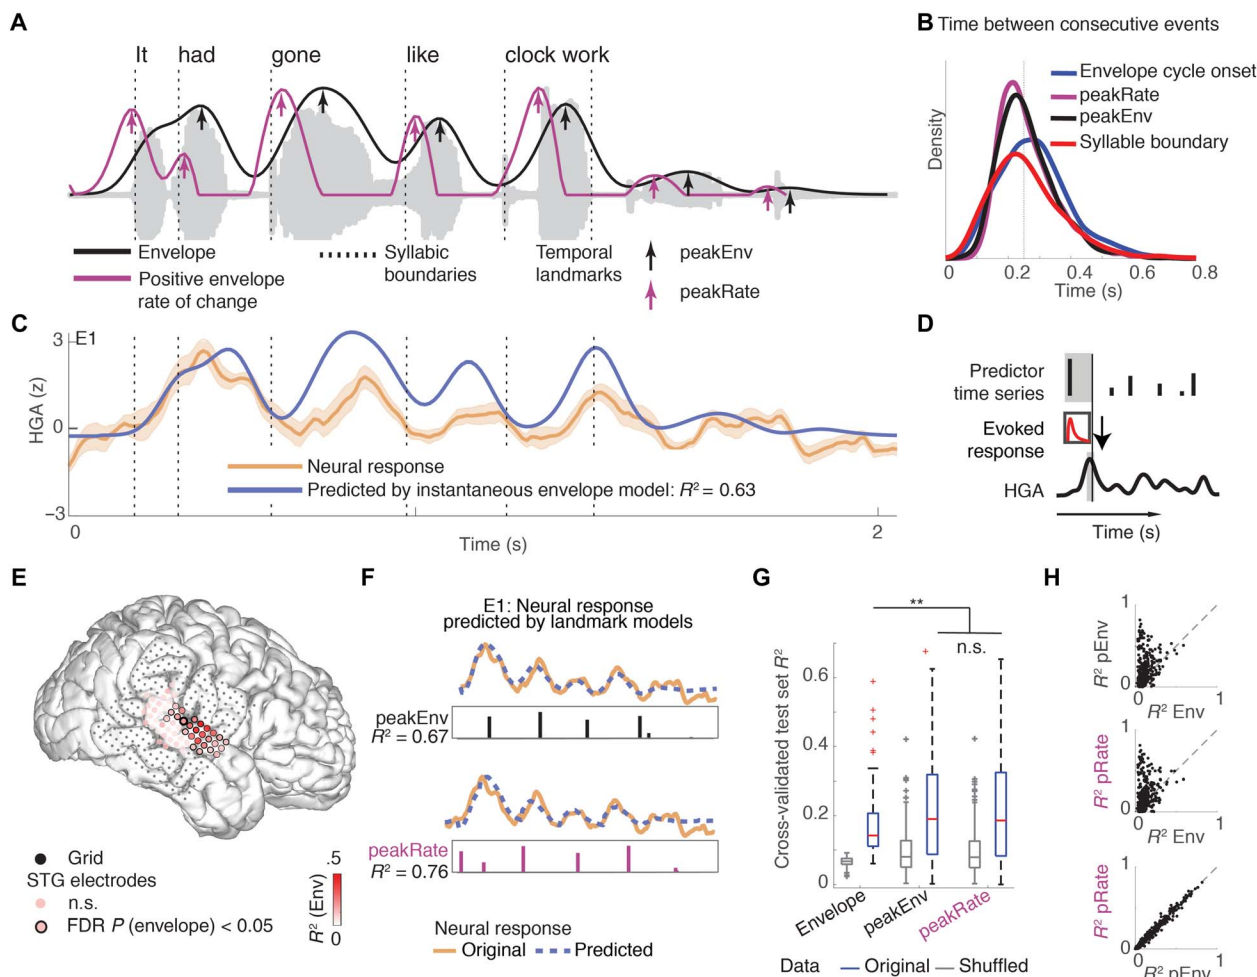 A
It had gone like clock work
Envelope
Positive envelope
rate of change
Syllabic
boundaries
Temporal
landmarks
peakEnv
peakRate
B Time between consecutive events
Envelope cycle onset
peakRate
peakEnv
Syllable boundary
Density
0 0.2 0.4 0.6 0.8
Time (s)
C
E1
3
0
−3
HGA (z)
Neural response
Predicted by instantaneous envelope model: R² = 0.63
0 2
Time (s)
D
Predictor
time series
Evoked
response
HGA
Time (s)
E
Grid
STG electrodes
n.s.
FDR P (envelope) < 0.05
.5
0
R² (Env)
F
E1: Neural response
predicted by landmark models
peakEnv
R² = 0.67
peakRate
R² = 0.76
Neural response
Original Predicted
G
**
n.s.
Cross-validated test set R²
0.6
0.4
0.2
0
Envelope
peakEnv
peakRate
Data Original Shuffled
H
1
R² pEnv
0
0 1
R² Env
1
R² pRate
0
0 1
R² Env
1
R² pRate
0
0 1
R² pEnv